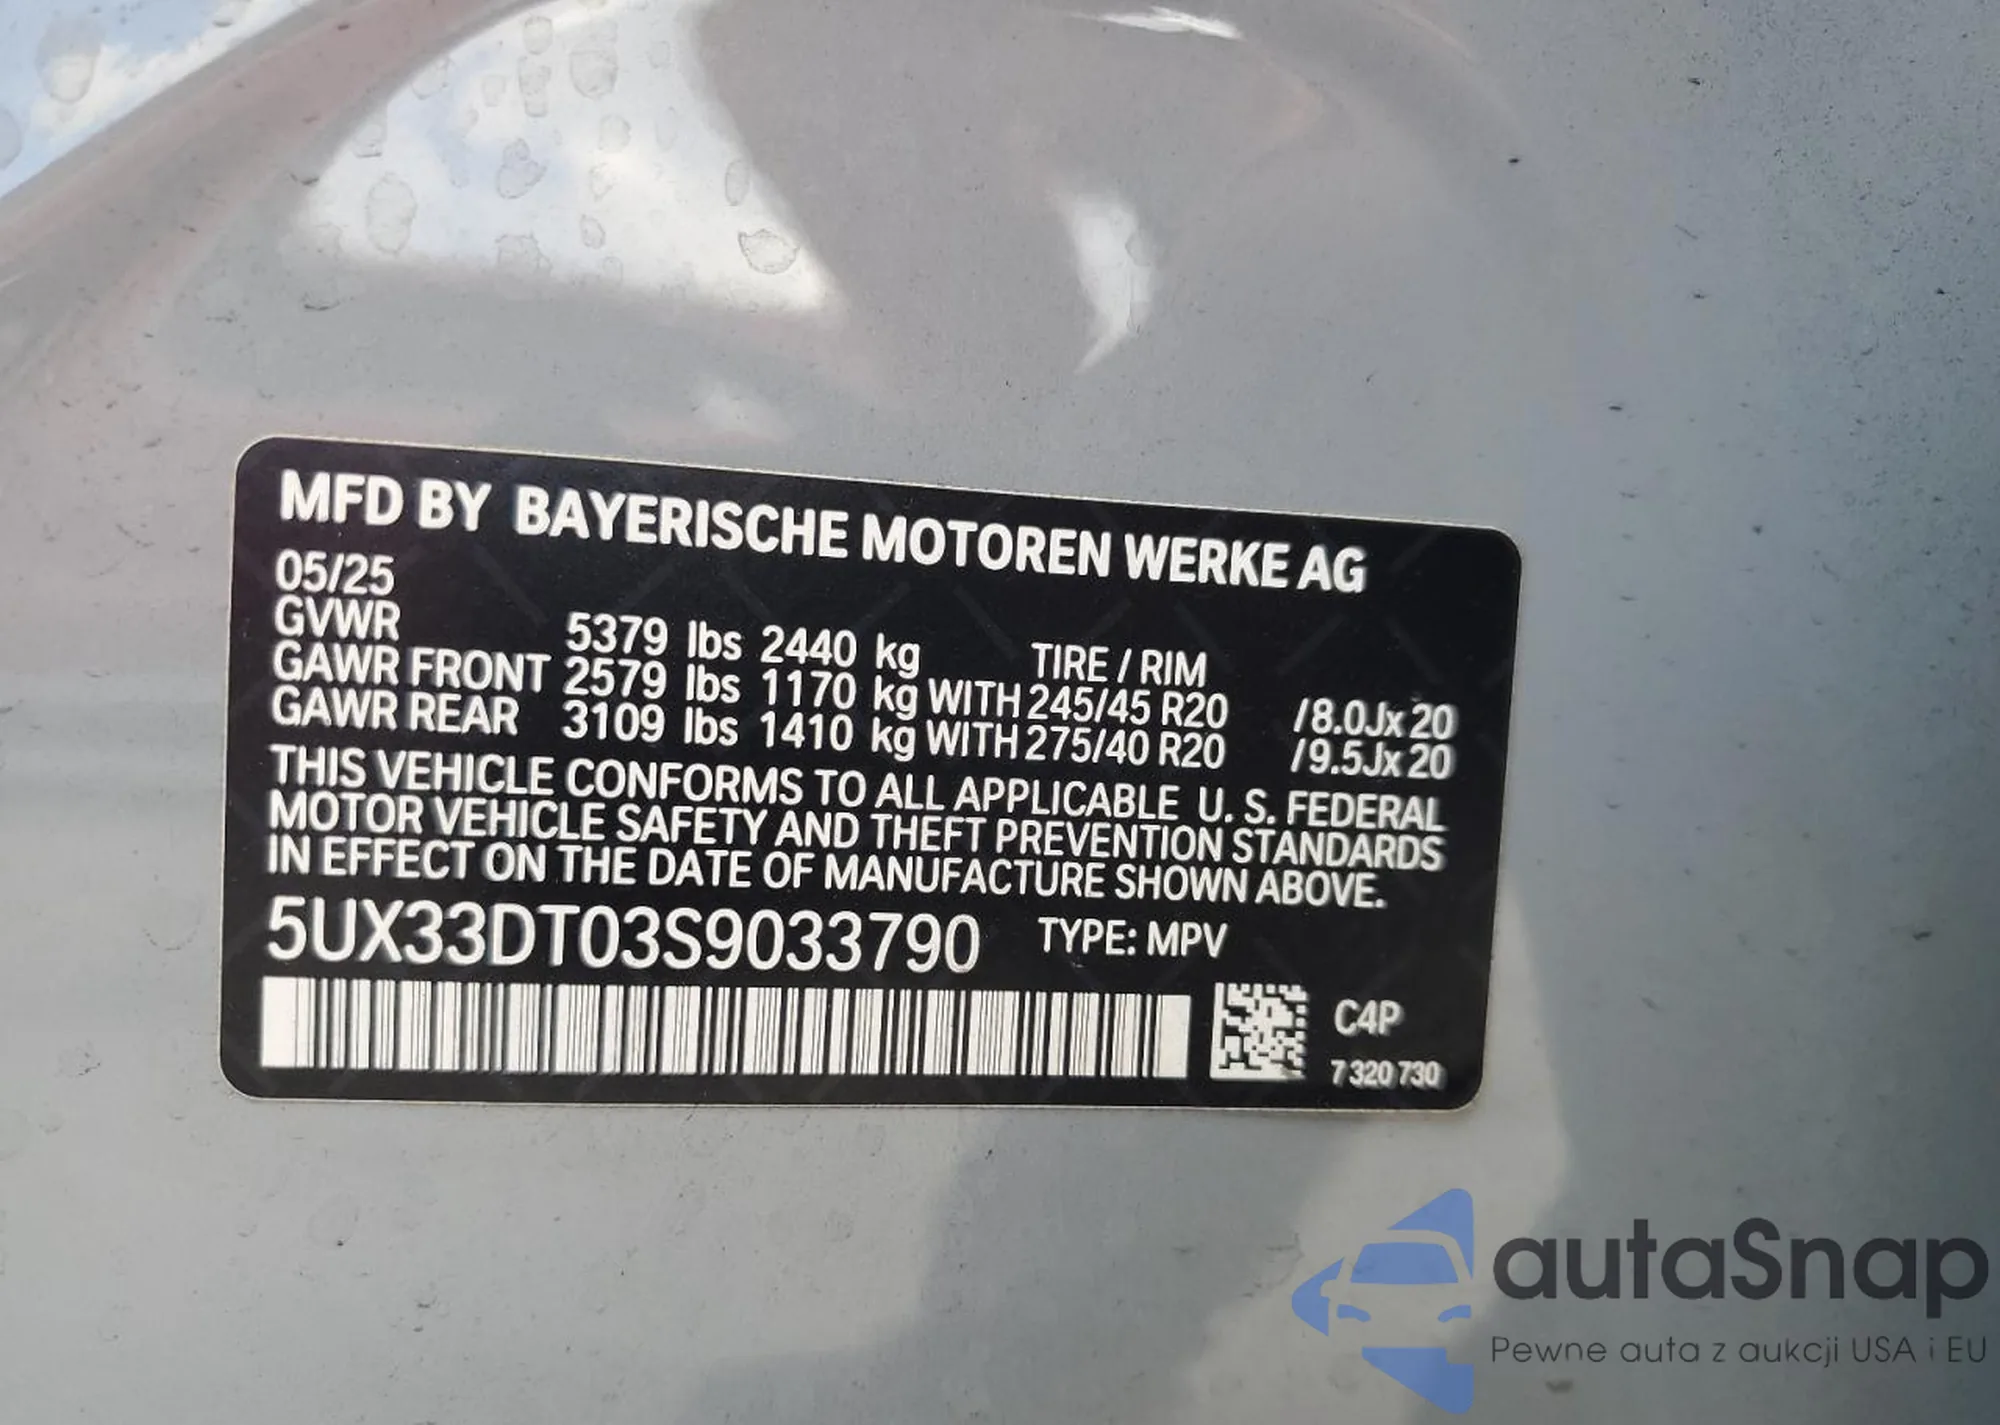 MFD BY BAYERISCHE MOTOREN WERKE AG
05/25
GVWR 5379 lbs 2440 kg TIRE / RIM
GAWR FRONT 2579 lbs 1170 kg WITH 245/45 R20 /8.0Jx20
GAWR REAR 3109 lbs 1410 kg WITH 275/40 R20 /9.5Jx20
THIS VEHICLE CONFORMS TO ALL APPLICABLE U. S. FEDERAL
MOTOR VEHICLE SAFETY AND THEFT PREVENTION STANDARDS
IN EFFECT ON THE DATE OF MANUFACTURE SHOWN ABOVE.
5UX33DT03S9033790 TYPE: MPV
C4P
7 320 730
autaSnap
Pewne auta z aukcji USA i EU